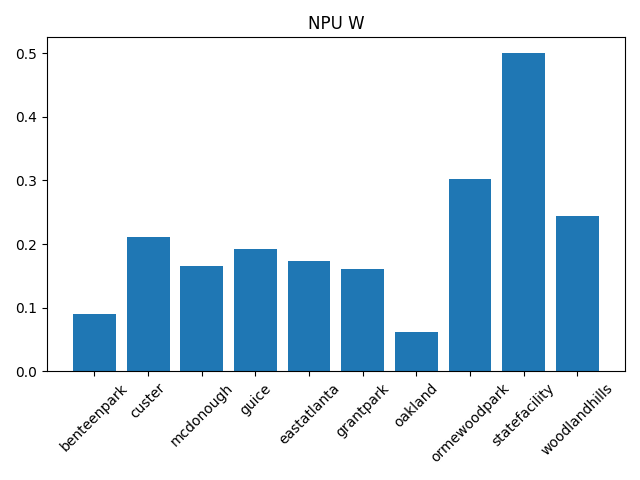 NPU W
0.5
0.4
0.3
0.2
0.1
0.0
benteenpark
custer
mcdonough
guice
eastatlanta
grantpark
oakland
ormewoodpark
statefacility
woodlandhills